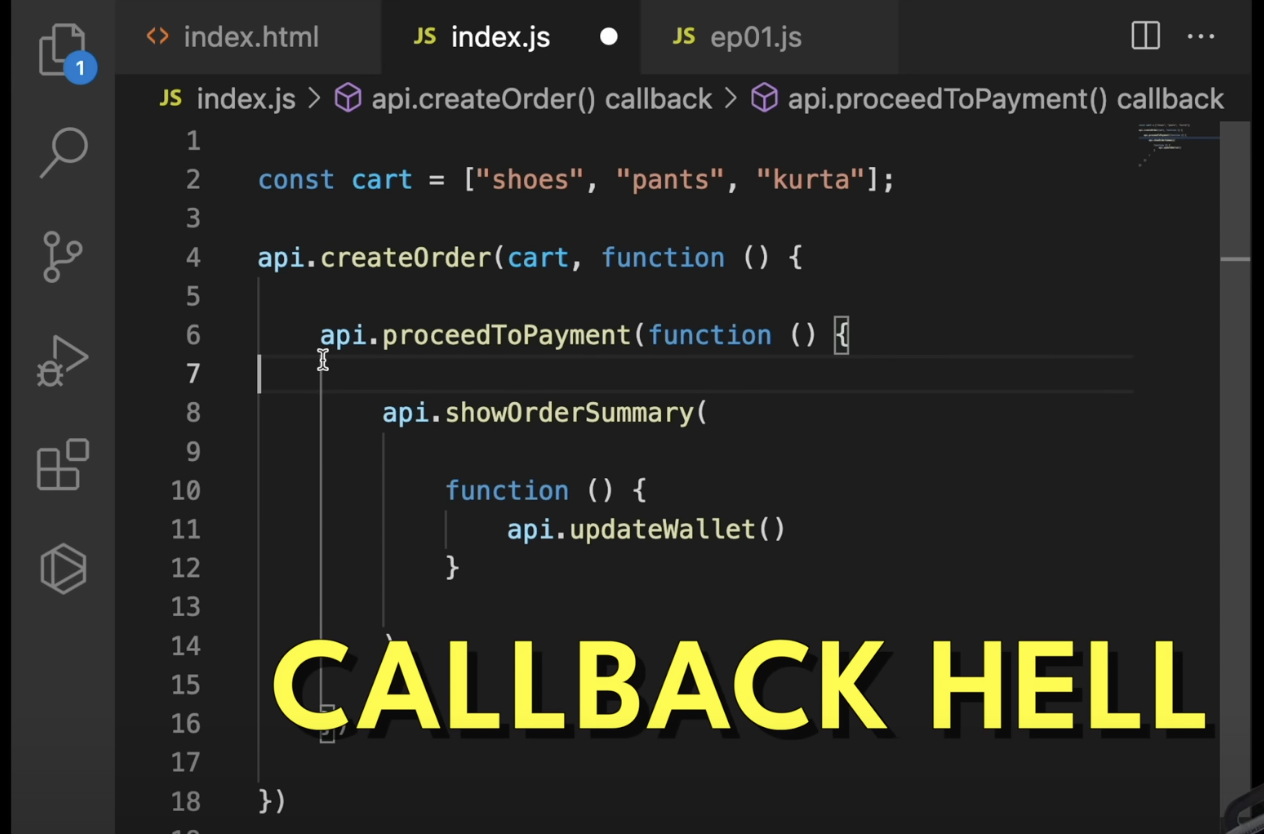 index.html JS index.js JS ep01.js
1
JS index.js > api.createOrder() callback > api.proceedToPayment() callback
1
2 const cart = ["shoes", "pants", "kurta"];
3
4 api.createOrder(cart, function () {
5
6 api.proceedToPayment(function () {
7
8 api.showOrderSummary(
9
10 function () {
11 api.updateWallet()
12 }
13
14 )
15
CALLBACK HELL
16 })
17
18 })